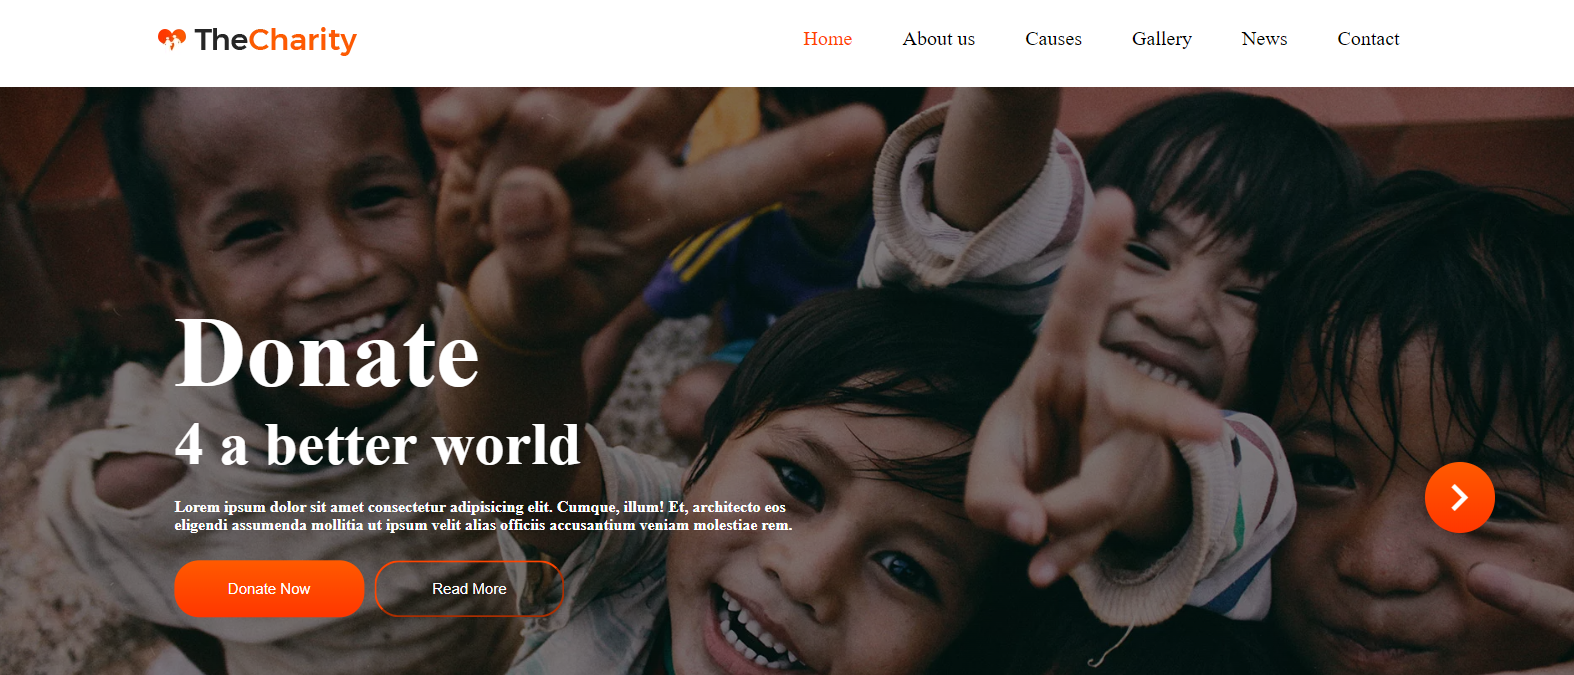 TheCharity
Home About us Causes Gallery News Contact
Donate
4 a better world
Lorem ipsum dolor sit amet consectetur adipisicing elit. Cumque, illum! Et, architecto eos
eligendi assumenda mollitia ut ipsum velit alias officiis accusantium veniam molestiae rem.
Donate Now Read More